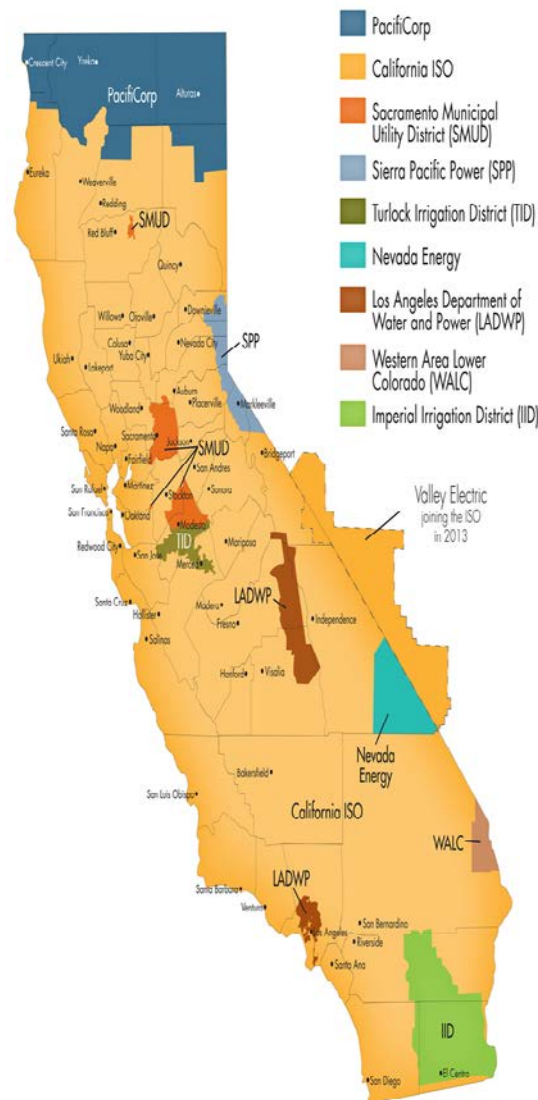 PacifiCorp
California ISO
Sacramento Municipal
Utility District (SMUD)
Sierra Pacific Power (SPP)
Turlock Irrigation District (TID)
Nevada Energy
Los Angeles Department of
Water and Power (LADWP)
Western Area Lower
Colorado (WALC)
Imperial Irrigation District (IID)
Crescent City
Yreka
PacifiCorp
Alturas
Eureka
Weaverville
Redding
Red Bluff
SMUD
Quincy
Willows
Oroville
Downieville
Colusa
Yuba City
Nevada City
SPP
Ukiah
Lakeport
Auburn
Woodland
Placerville
Markleeville
Santa Rosa
Sacramento
Jackson
Napa
Fairfield
SMUD
San Andres
Bridgeport
San Rafael
Martinez
Stockton
Sonora
San Francisco
Oakland
Modesto
Valley Electric
joining the ISO
in 2013
Redwood City
San Jose
TID
Mariposa
Merced
LADWP
Santa Cruz
Hollister
Madera
Fresno
Independence
Salinas
Hanford
Visalia
Nevada
Energy
Bakersfield
San Luis Obispo
California ISO
WALC
LADWP
Santa Barbara
Ventura
Los Angeles
San Bernardino
Riverside
Santa Ana
IID
El Centro
San Diego